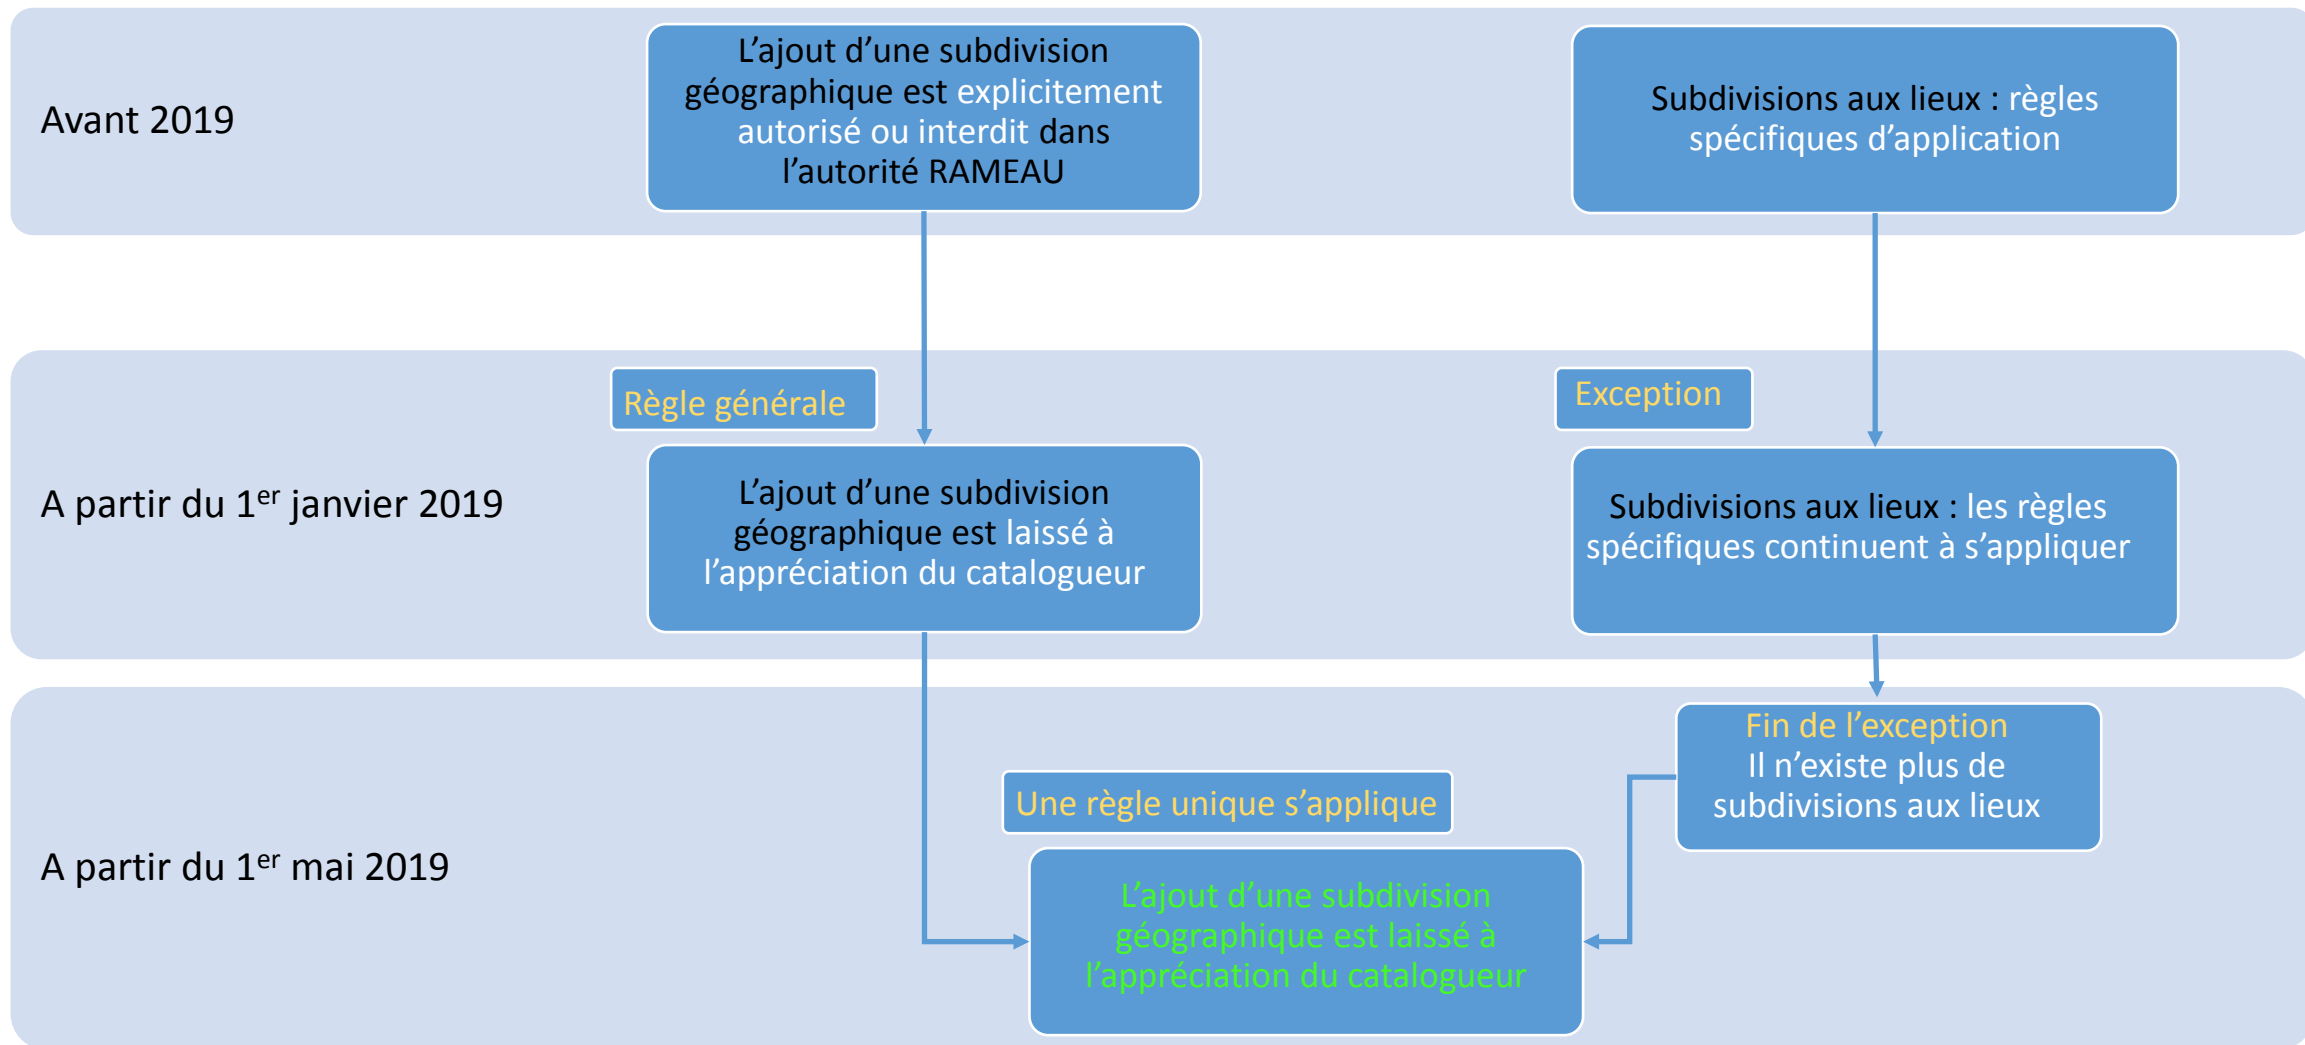 Avant 2019
L’ajout d’une subdivision
géographique est explicitement
autorisé ou interdit dans
l’autorité RAMEAU
Subdivisions aux lieux : règles
spécifiques d’application
A partir du 1er janvier 2019
Règle générale
L’ajout d’une subdivision
géographique est laissé à
l’appréciation du catalogueur
Exception
Subdivisions aux lieux : les règles
spécifiques continuent à s’appliquer
A partir du 1er mai 2019
Fin de l’exception
Il n’existe plus de
subdivisions aux lieux
Une règle unique s’applique
L’ajout d’une subdivision
géographique est laissé à
l’appréciation du catalogueur